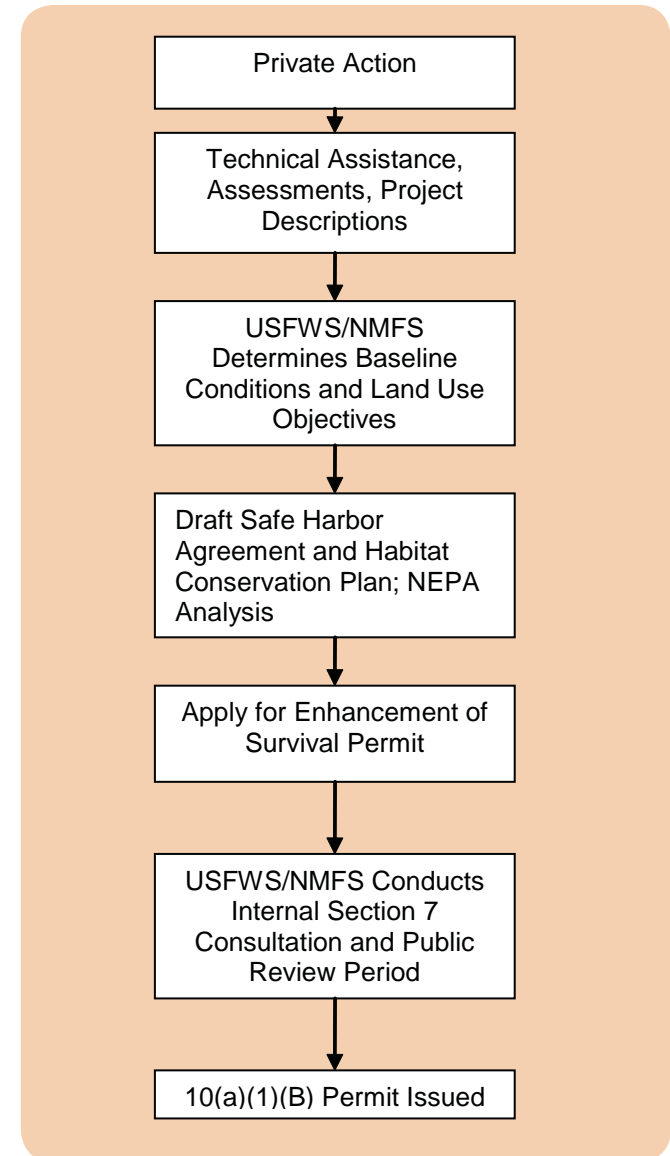 Private Action
Technical Assistance,
Assessments, Project
Descriptions
USFWS/NMFS
Determines Baseline
Conditions and Land Use
Objectives
Draft Safe Harbor
Agreement and Habitat
Conservation Plan; NEPA
Analysis
Apply for Enhancement of
Survival Permit
USFWS/NMFS Conducts
Internal Section 7
Consultation and Public
Review Period
10(a)(1)(B) Permit Issued